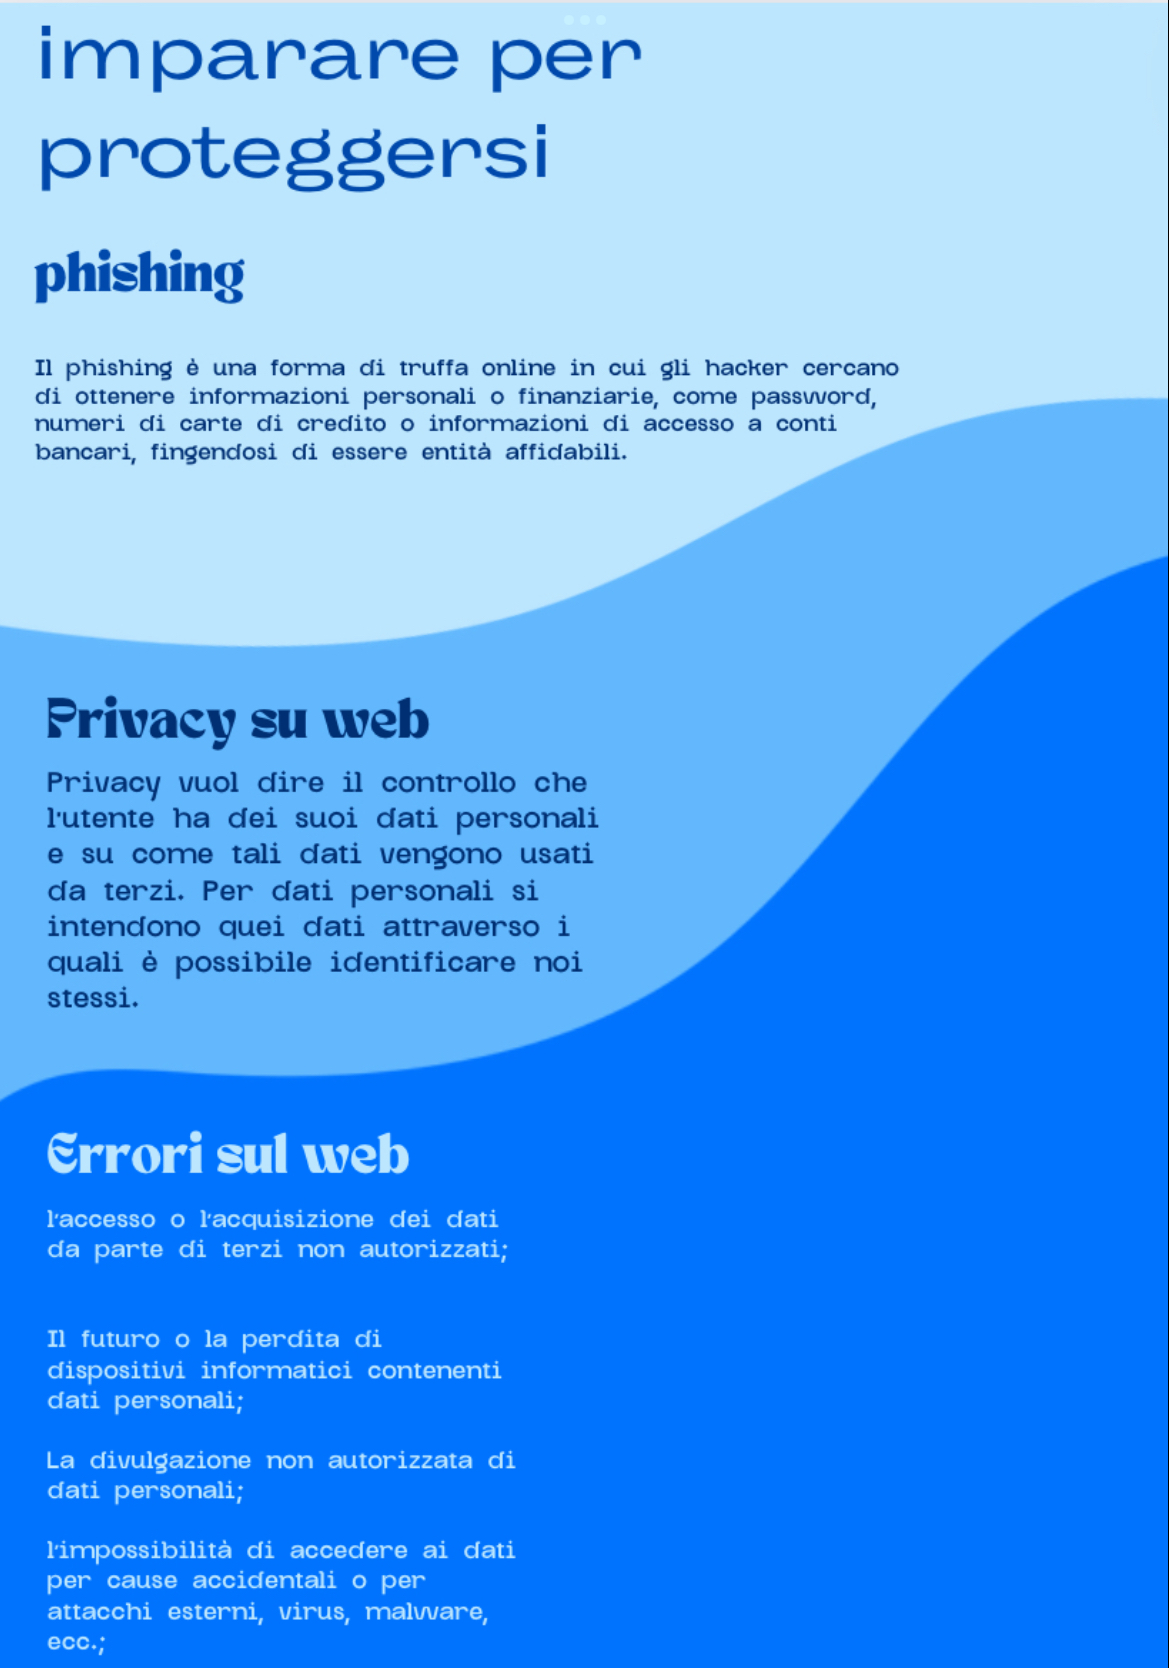 imparare per
proteggersi
phishing
Il phishing è una forma di truffa online in cui gli hacker cercano
di ottenere informazioni personali o finanziarie, come password,
numeri di carte di credito o informazioni di accesso a conti
bancari, fingendosi di essere entità affidabili.
Privacy su web
Privacy vuol dire il controllo che
l'utente ha dei suoi dati personali
e su come tali dati vengono usati
da terzi. Per dati personali si
intendono quei dati attraverso i
quali è possibile identificare noi
stessi.
Errori sul web
l'accesso o l'acquisizione dei dati
da parte di terzi non autorizzati;
Il futuro o la perdita di
dispositivi informatici contenenti
dati personali;
La divulgazione non autorizzata di
dati personali;
l'impossibilità di accedere ai dati
per cause accidentali o per
attacchi esterni, virus, malware,
ecc.;